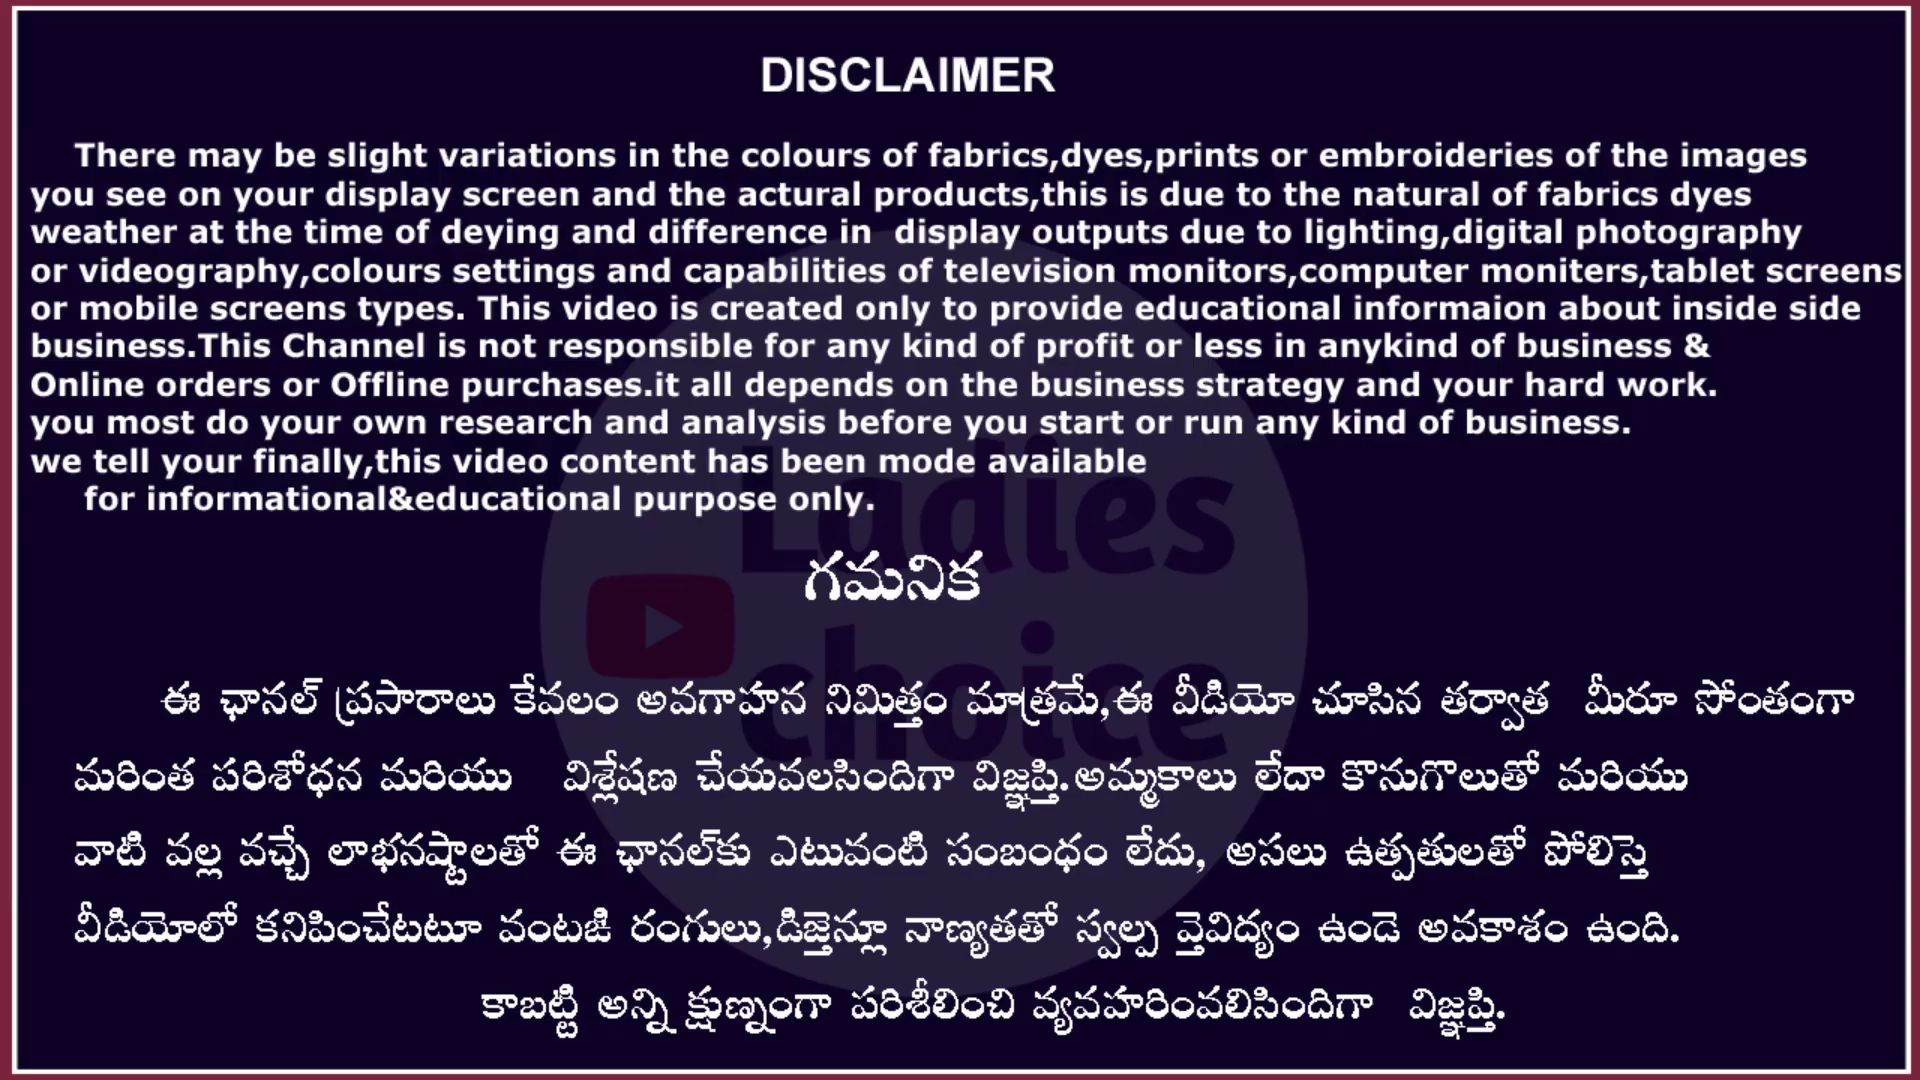 DISCLAIMER
There may be slight variations in the colours of fabrics,dyes,prints or embroideries of the images
you see on your display screen and the actural products,this is due to the natural of fabrics dyes
weather at the time of deying and difference in display outputs due to lighting,digital photography
or videography,colours settings and capabilities of television monitors,computer moniters,tablet screens
or mobile screens types. This video is created only to provide educational informaion about inside side
business.This Channel is not responsible for any kind of profit or less in anykind of business &
Online orders or Offline purchases.it all depends on the business strategy and your hard work.
you most do your own research and analysis before you start or run any kind of business.
we tell your finally,this video content has been mode available
for informational&educational purpose only.
Ladies
గమనిక
choice
ఈ ఛానల్ ప్రసారాలు కేవలం అవగాహన నిమిత్తం మాత్రమే,ఈ వీడియో చూసిన తర్వాత మీరూ సోంతంగా
మరింత పరిశోధన మరియు విశ్లేషణ చేయవలసిందిగా విజ్ఞప్తి.అమ్మకాలు లేదా కొనుగొలుతో మరియు
వాటి వల్ల వచ్చే లాభనష్టాలతో ఈ ఛానల్‌కు ఎటువంటి సంబంధం లేదు, అసలు ఉత్పతులతో పోలిస్తె
వీడియోలో కనిపించేటటూ వంటజి రంగులు,డిజైన్లూ నాణ్యతతో స్వల్ప వైవిద్యం ఉండె అవకాశం ఉంది.
కాబట్టి అన్ని క్షుణ్ణంగా పరిశీలించి వ్యవహరింవలిసిందిగా విజ్ఞప్తి.